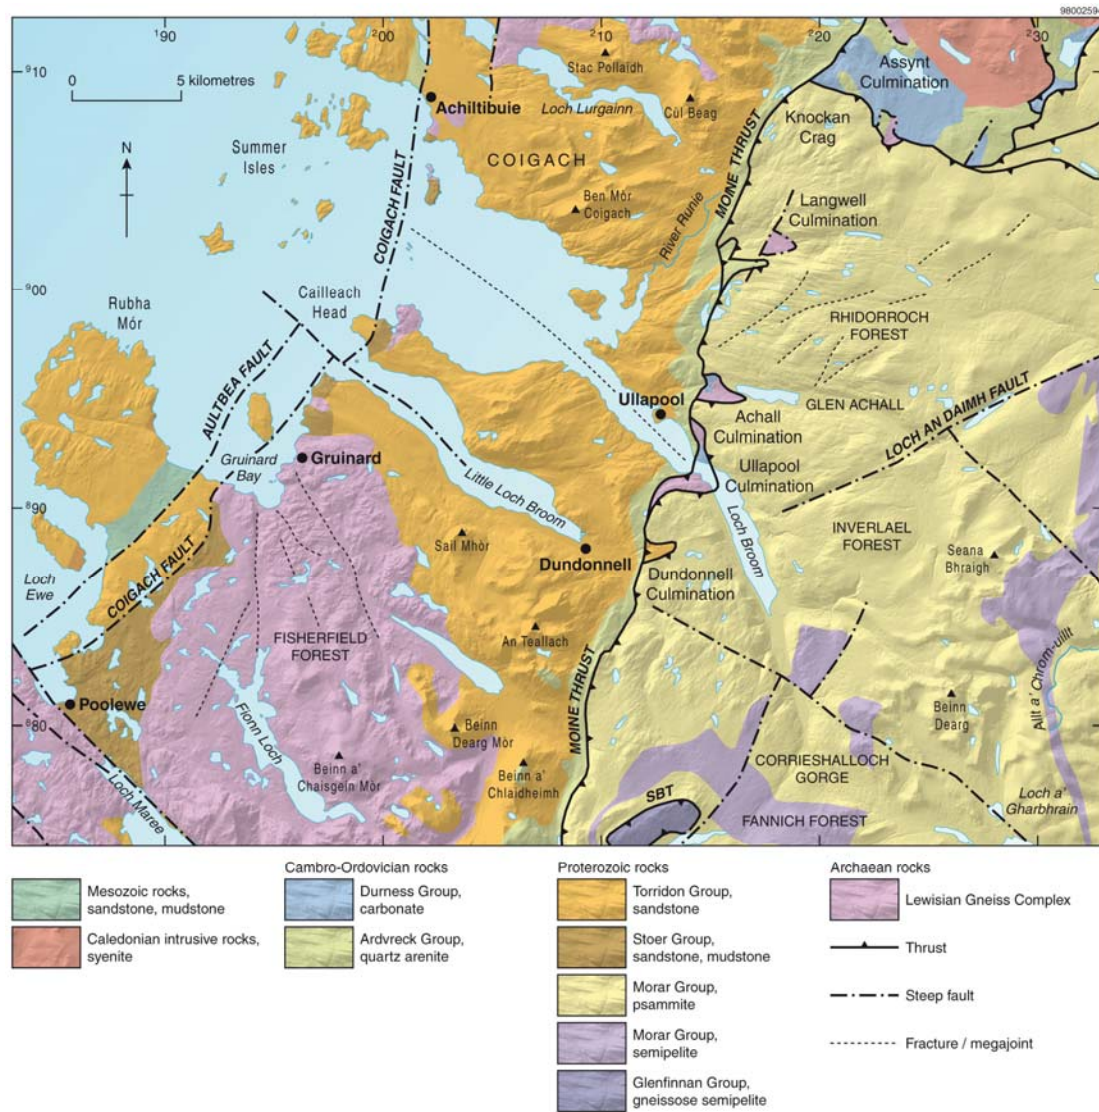 9800259
190
200
210
220
230
910
0
5 kilometres
Stac Pollaidh
Assynt
Culmination
Achiltibuie
Loch Lurgainn
Cùl Beag
Knockan
Crag
Summer
Isles
N
COIGACH
MOINE THRUST
COIGACH FAULT
Ben Mòr
Coigach
River Runie
Langwell
Culmination
900
Rubha
Mór
Cailleach
Head
RHIDORROCH
FOREST
AULTBEA FAULT
Ullapool
GLEN ACHALL
LOCH AN DAIMH FAULT
Achall
Culmination
Gruinard
Bay
Gruinard
Ullapool
Culmination
Little Loch Broom
890
Sail Mhòr
Loch Broom
INVERLAEL
FOREST
Seana
Bhraigh
Dundonnell
Loch
Ewe
COIGACH FAULT
Dundonnell
Culmination
FISHERFIELD
FOREST
An Teallach
Allt a' Chrom-uillt
MOINE THRUST
Poolewe
880
Fionn Loch
Beinn
Dearg Mòr
Beinn
Dearg
Beinn a'
Chaisgein Mòr
Beinn a'
Chlaidheimh
CORRIESHALLOCH
GORGE
Loch Maree
SBT
FANNICH FOREST
Loch a'
Gharbhrain
Mesozoic rocks,
sandstone, mudstone
Caledonian intrusive rocks,
syenite
Cambro-Ordovician rocks
Durness Group,
carbonate
Ardvreck Group,
quartz arenite
Proterozoic rocks
Torridon Group,
sandstone
Stoer Group,
sandstone, mudstone
Morar Group,
psammite
Morar Group,
semipelite
Glenfinnan Group,
gneissose semipelite
Archaean rocks
Lewisian Gneiss Complex
Thrust
Steep fault
Fracture / megajoint